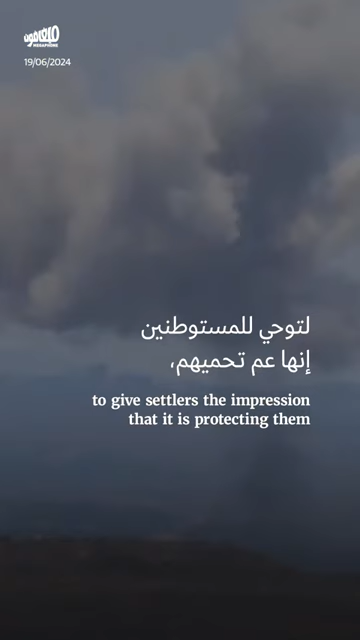 ميغافون
MEGAPHONE
19/06/2024
لتوحي للمستوطنين
إنها عم تحميهم،
to give settlers the impression
that it is protecting them